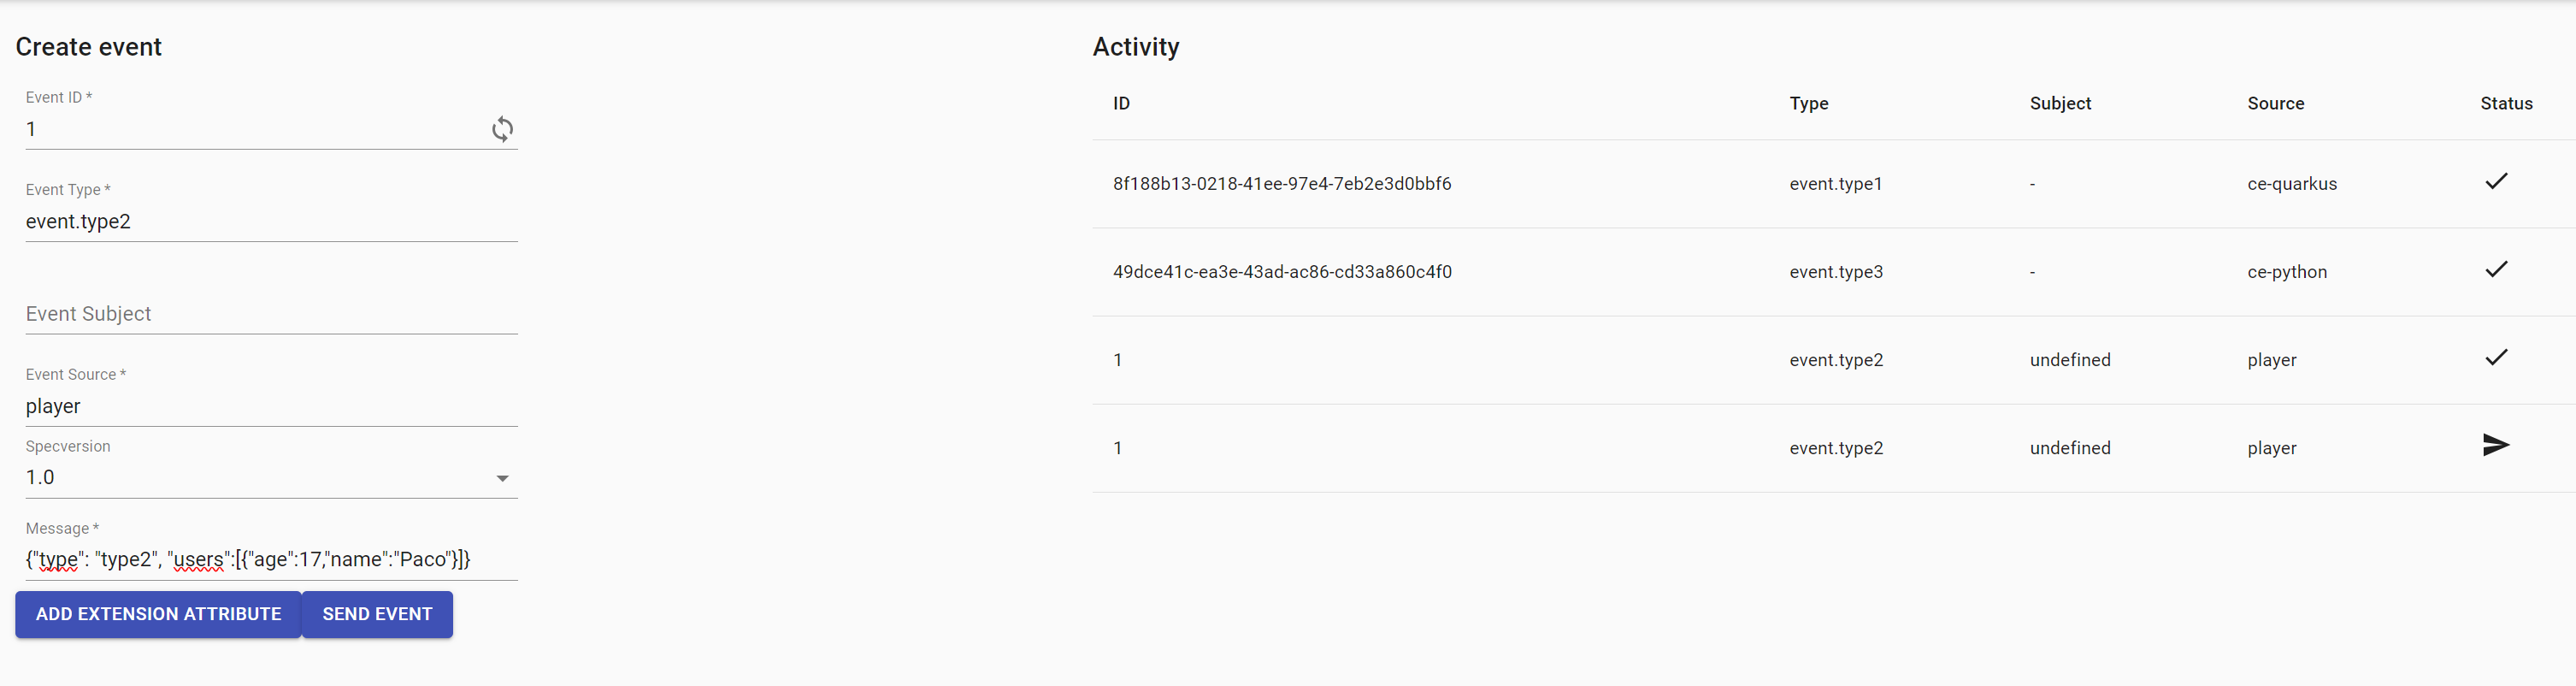 Create event
Event ID *
1
Event Type *
event.type2
Event Subject
Event Source *
player
Specversion
1.0
Message *
{"type": "type2", "users":[{"age":17,"name":"Paco"}]}
ADD EXTENSION ATTRIBUTE SEND EVENT
Activity
ID Type Subject Source Status
8f188b13-0218-41ee-97e4-7eb2e3d0bbf6 event.type1 - ce-quarkus
49dce41c-ea3e-43ad-ac86-cd33a860c4f0 event.type3 - ce-python
1 event.type2 undefined player
1 event.type2 undefined player